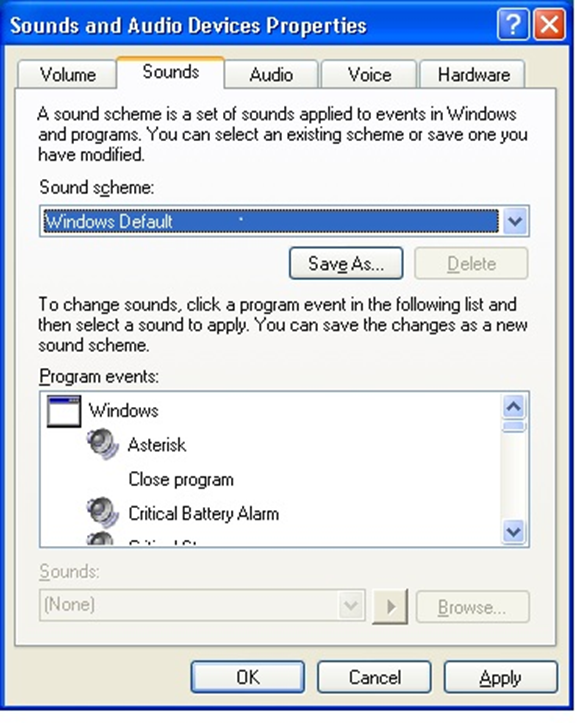 Sounds and Audio Devices Properties
Volume
Sounds
Audio
Voice
Hardware
A sound scheme is a set of sounds applied to events in Windows
and programs. You can select an existing scheme or save one you
have modified.
Sound scheme:
Windows Default
Save As...
Delete
To change sounds, click a program event in the following list and
then select a sound to apply. You can save the changes as a new
sound scheme.
Program events:
Windows
Asterisk
Close program
Critical Battery Alarm
Sounds:
(None)
Browse...
OK
Cancel
Apply